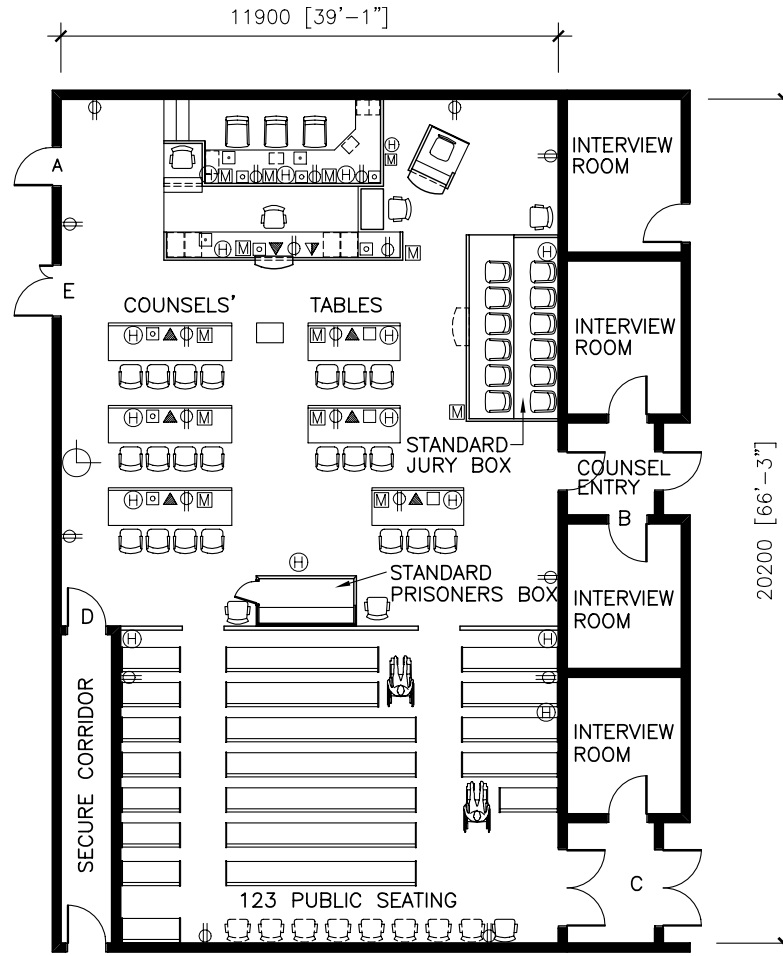 11900 [39'-1"]
INTERVIEW
ROOM
A
H
M
H M H M H M
H M M
M
H
E
COUNSELS' TABLES
INTERVIEW
ROOM
H M M H
M
H M M H
STANDARD
JURY BOX
COUNSEL
ENTRY
B
H M M H
20200 [66'-3"]
H
STANDARD
PRISONERS BOX
INTERVIEW
ROOM
D
H H
SECURE CORRIDOR
H
INTERVIEW
ROOM
C
123 PUBLIC SEATING